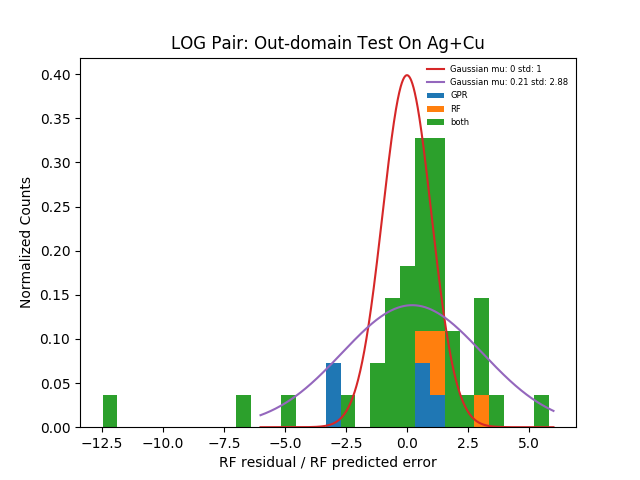 LOG Pair: Out-domain Test On Ag+Cu
Gaussian mu: 0 std: 1
Gaussian mu: 0.21 std: 2.88
GPR
RF
both
Normalized Counts
0.40
0.35
0.30
0.25
0.20
0.15
0.10
0.05
0.00
−12.5 −10.0 −7.5 −5.0 −2.5 0.0 2.5 5.0
RF residual / RF predicted error